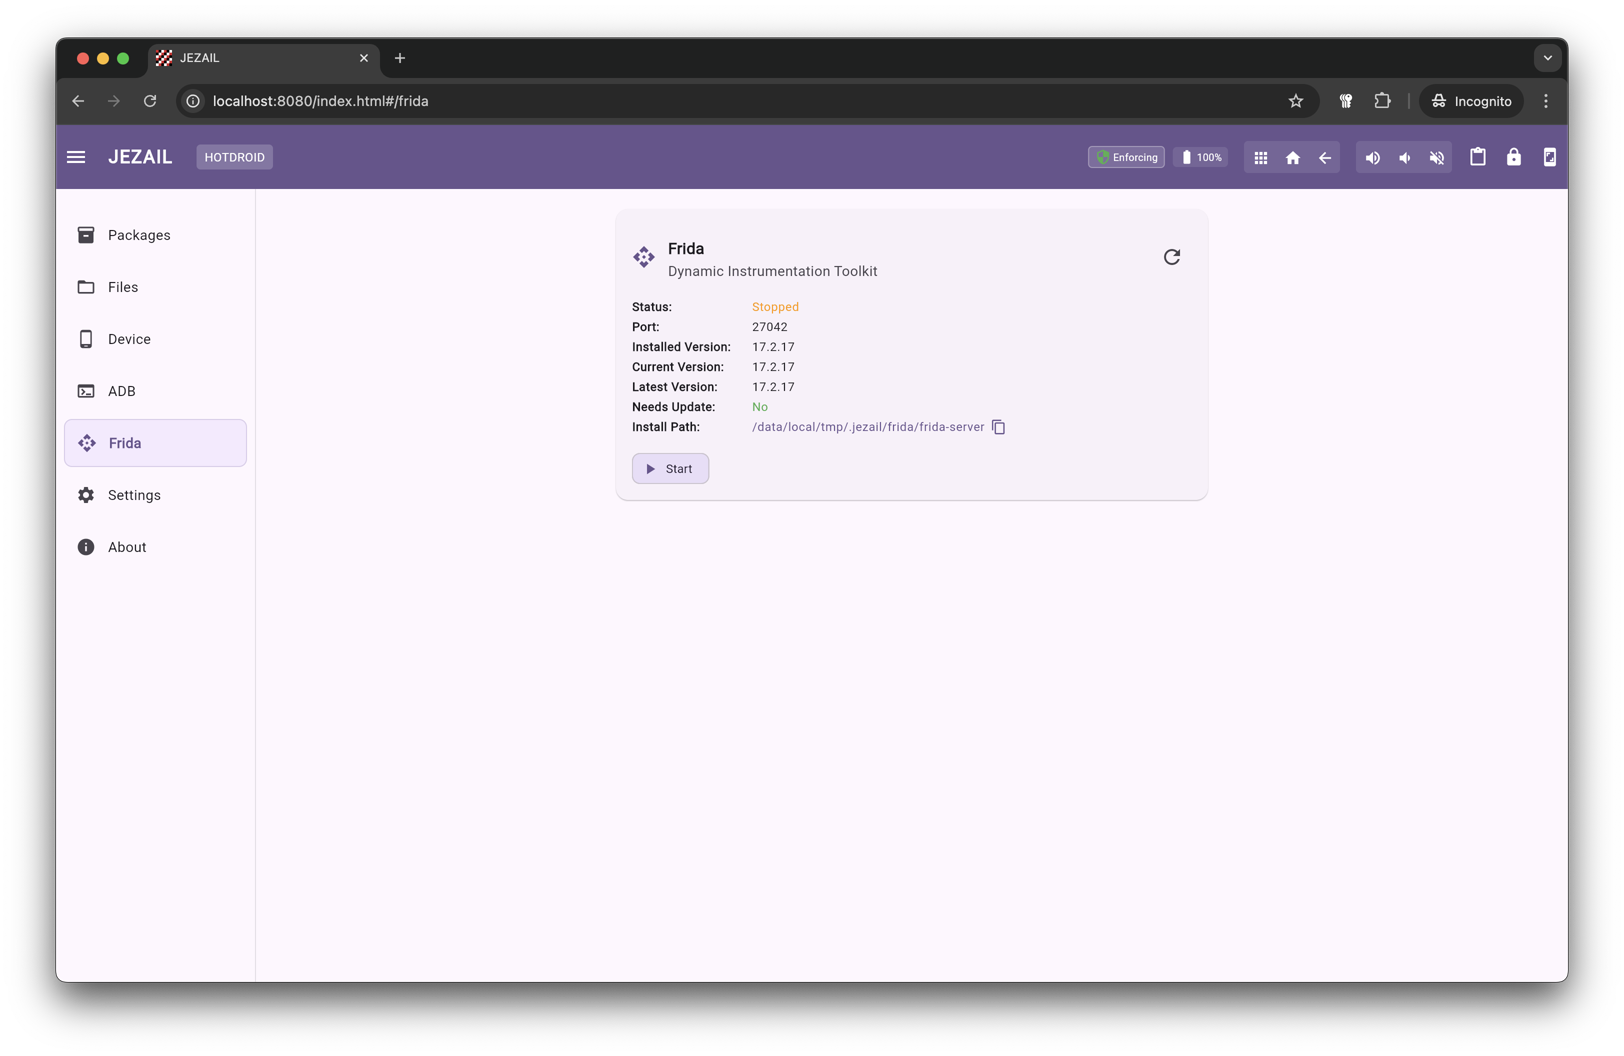 JEZAIL
localhost:8080/index.html#/frida
Incognito
JEZAIL
HOTDROID
Enforcing
100%
Packages
Files
Device
ADB
Frida
Settings
About
Frida
Dynamic Instrumentation Toolkit
Status: Stopped
Port: 27042
Installed Version: 17.2.17
Current Version: 17.2.17
Latest Version: 17.2.17
Needs Update: No
Install Path: /data/local/tmp/.jezail/frida/frida-server
Start